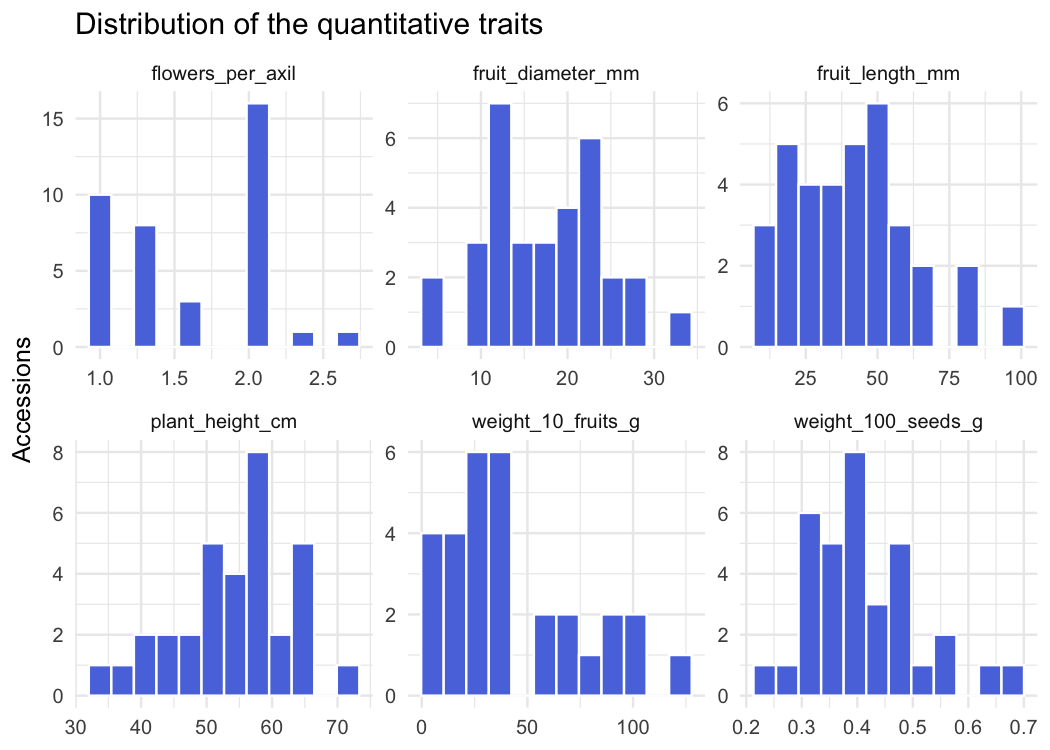 Distribution of the quantitative traits
flowers_per_axil
fruit_diameter_mm
fruit_length_mm
15
10
5
0
1.0 1.5 2.0 2.5
6
4
2
0
10 20 30
6
4
2
0
25 50 75 100
Accessions
plant_height_cm
weight_10_fruits_g
weight_100_seeds_g
8
6
4
2
0
30 40 50 60 70
6
4
2
0
0 50 100
8
6
4
2
0
0.2 0.3 0.4 0.5 0.6 0.7